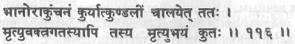 भानोराकुंचनं कुर्यात्कुण्डलीं चालयेत् ततः ।
मृत्युवक्त्रगतस्यापि तस्य मृत्युभयं कुतः ।। ११६ ।।